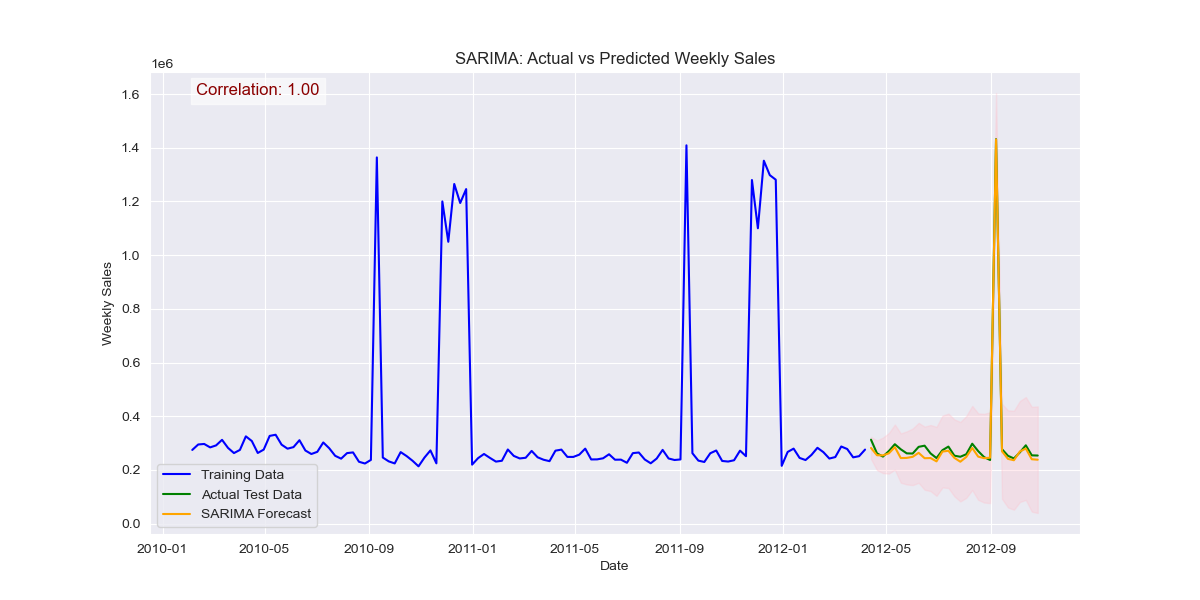 SARIMA: Actual vs Predicted Weekly Sales
1e6
Correlation: 1.00
1.6
1.4
1.2
1.0
0.8
0.6
0.4
0.2
0.0
Weekly Sales
Training Data
Actual Test Data
SARIMA Forecast
2010-01 2010-05 2010-09 2011-01 2011-05 2011-09 2012-01 2012-05 2012-09
Date